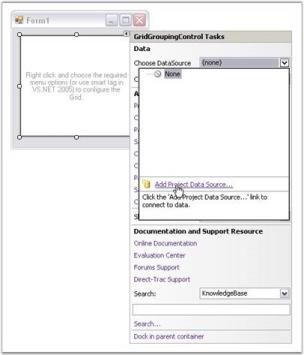 Form1
GridGroupingControl Tasks
Data
Choose DataSource (none)
None
Right click and choose the required
menu options (or use smart tag in
VS.NET 2005) to configure the
Grid.
Add Project Data Source...
Click the 'Add Project Data Source...' link to
connect to data.
Documentation and Support Resource
Online Documentation
Evaluation Center
Forums Support
Direct-Trac Support
Search: KnowledgeBase
Search...
Dock in parent container